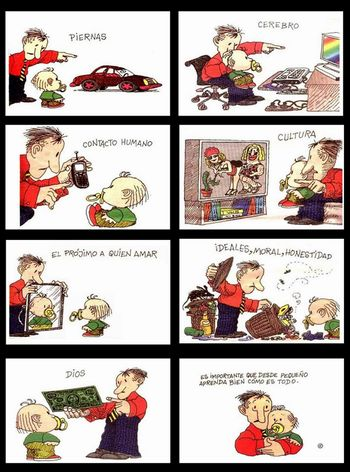 PIERNAS
CEREBRO
CONTACTO HUMANO
CULTURA
EL PRÓJIMO A QUIEN AMAR
IDEALES, MORAL, HONESTIDAD
DIOS
ES IMPORTANTE QUE DESDE PEQUEÑO
APRENDA BIEN CÓMO ES TODO.
©